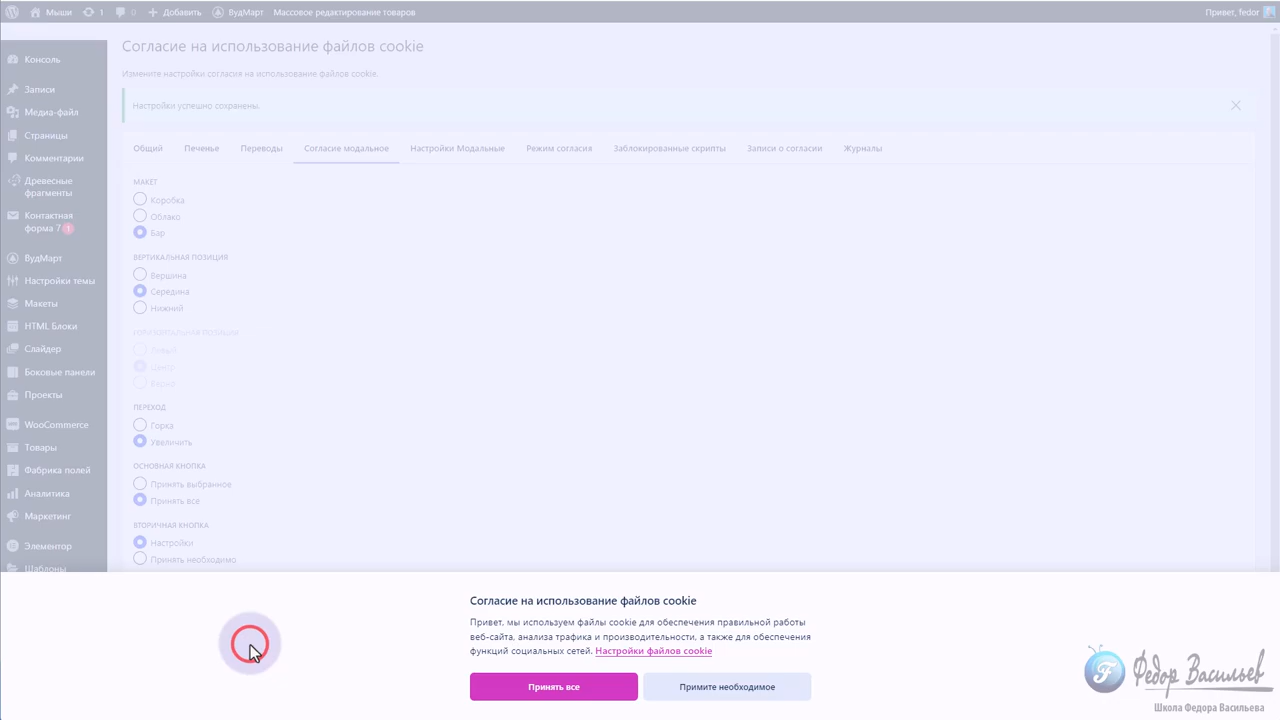 Мыши
1
0
Добавить
ВудМарт
Массовое редактирование товаров
Привет, fedor
Консоль
Записи
Медиа-файл
Страницы
Комментарии
Древесные
фрагменты
Контактная
форма 7 1
ВудМарт
Настройки темы
Макеты
HTML Блоки
Слайдер
Боковые панели
Проекты
WooCommerce
Товары
Фабрика полей
Аналитика
Маркетинг
Элементор
Шаблоны
Согласие на использование файлов cookie
Измените настройки согласия на использование файлов cookie.
Настройки успешно сохранены.
Общий
Печенье
Переводы
Согласие модальное
Настройки Модальные
Режим согласия
Заблокированные скрипты
Записи о согласии
Журналы
МАКЕТ
Коробка
Облако
Бар
ВЕРТИКАЛЬНАЯ ПОЗИЦИЯ
Вершина
Середина
Нижний
ГОРИЗОНТАЛЬНАЯ ПОЗИЦИЯ
Центр
ПЕРЕХОД
Горка
Увеличить
ОСНОВНАЯ КНОПКА
Принять выбранное
Принять все
ВТОРИЧНАЯ КНОПКА
Настройки
Принять необходимо
Согласие на использование файлов cookie
Привет, мы используем файлы cookie для обеспечения правильной работы
веб-сайта, анализа трафика и производительности, а также для обеспечения
функций социальных сетей. Настройки файлов cookie
Принять все
Примите необходимое
Федор Васильев
Школа Федора Васильева